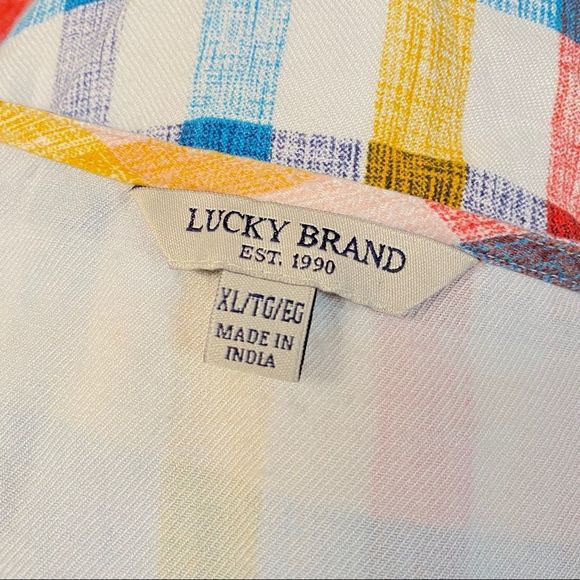 LUCKY BRAND
EST. 1990
XL/TG/EG
MADE IN
INDIA